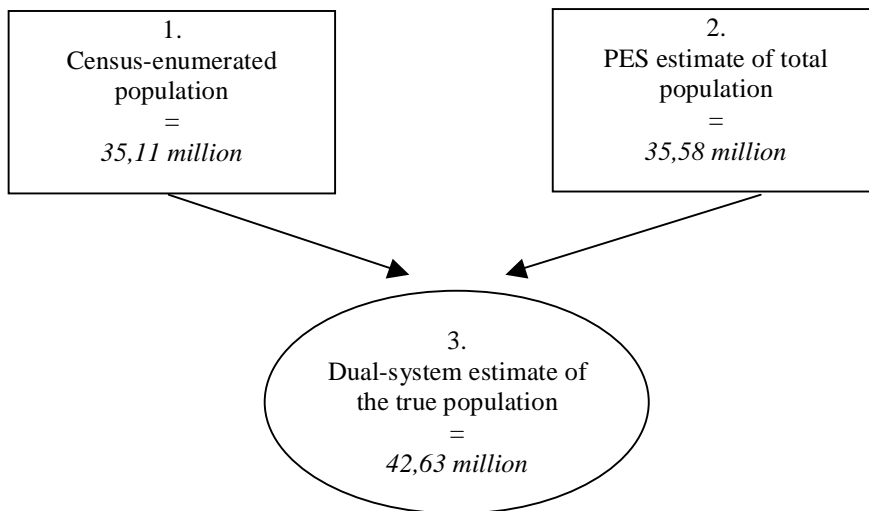 1.
Census-enumerated
population
=
35,11 million
2.
PES estimate of total
population
=
35,58 million
3.
Dual-system estimate of
the true population
=
42,63 million